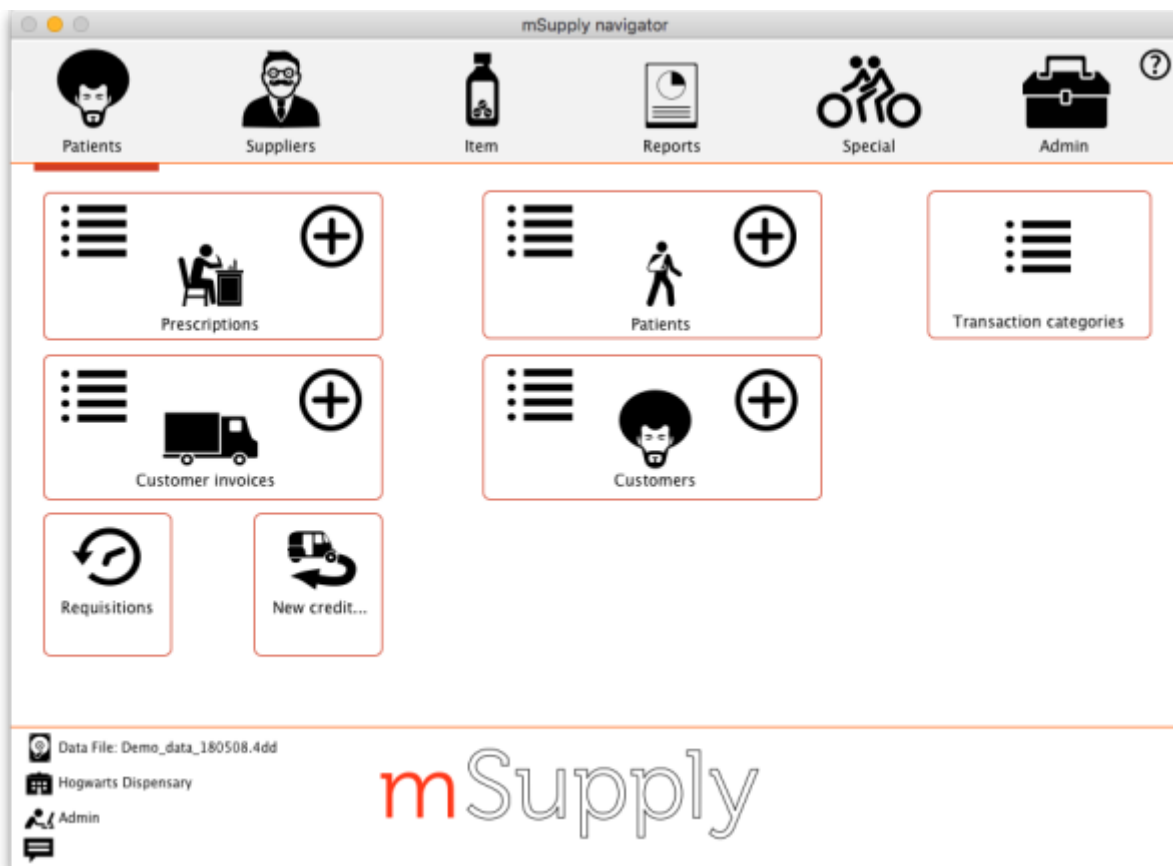 mSupply navigator
?
Patients
Suppliers
Item
Reports
Special
Admin
Prescriptions
Patients
Transaction categories
Customer invoices
Customers
Requisitions
New credit...
Data File: Demo_data_180508.4dd
Hogwarts Dispensary
Admin
mSupply